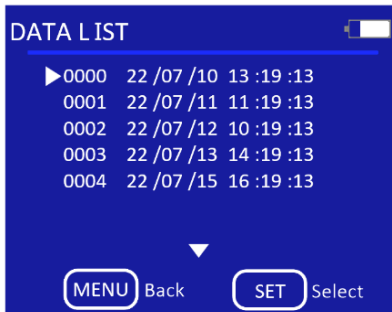 DATA LIST
0000 22 /07 /10 13 :19 :13
0001 22 /07 /11 11 :19 :13
0002 22 /07 /12 10 :19 :13
0003 22 /07 /13 14 :19 :13
0004 22 /07 /15 16 :19 :13
MENU Back SET Select